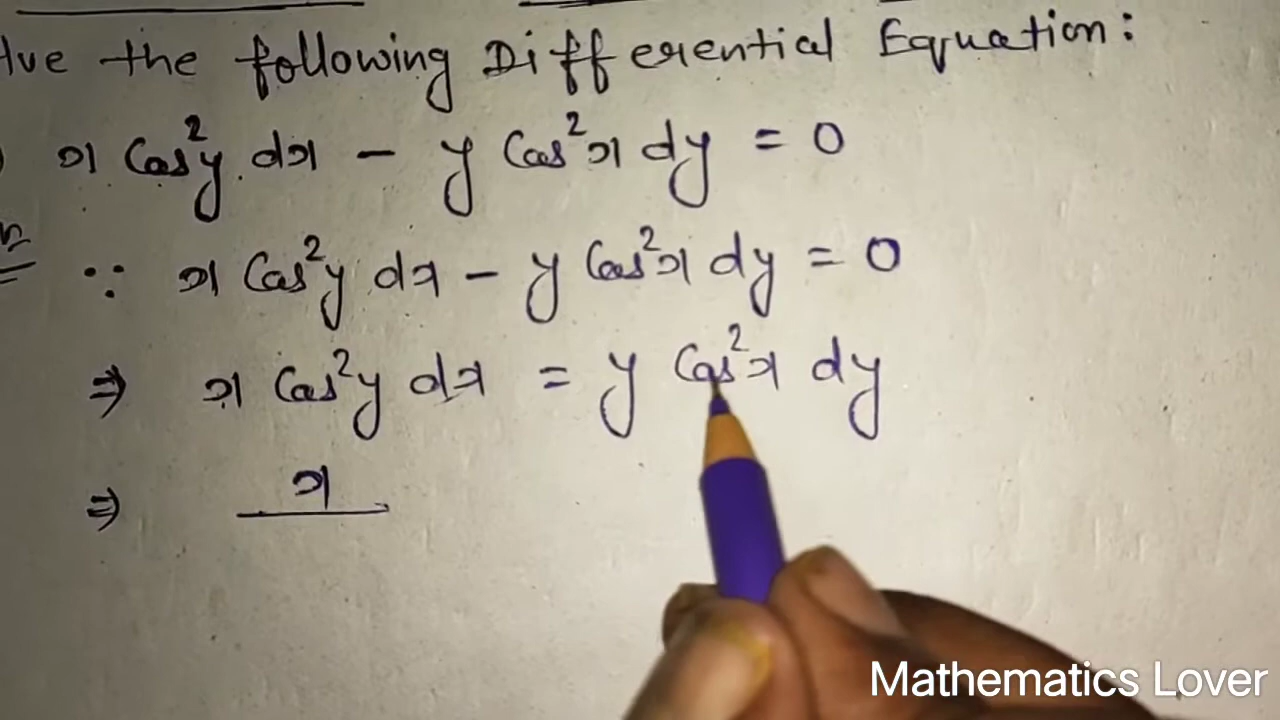 the following Differential Equation:
x Cos²y dx - y Cos²x dy = 0
∵ x Cos²y dx - y Cos²x dy = 0
⇒ x Cos²y dx = y Cos²x dy
⇒ x
Mathematics Lover